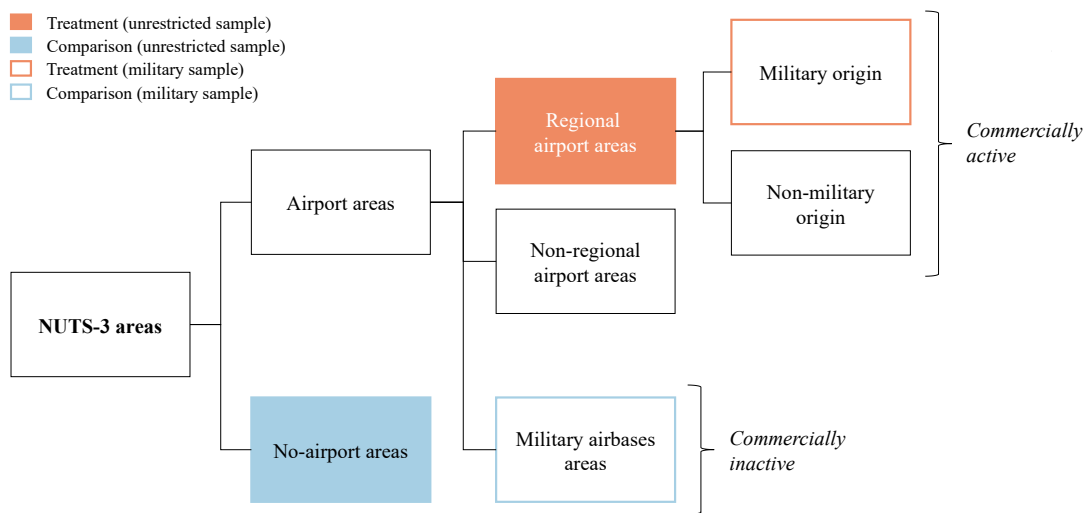 Treatment (unrestricted sample)
Comparison (unrestricted sample)
Treatment (military sample)
Comparison (military sample)
NUTS-3 areas
Airport areas
No-airport areas
Regional
airport areas
Non-regional
airport areas
Military airbases
areas
Military origin
Non-military
origin
Commercially
active
Commercially
inactive